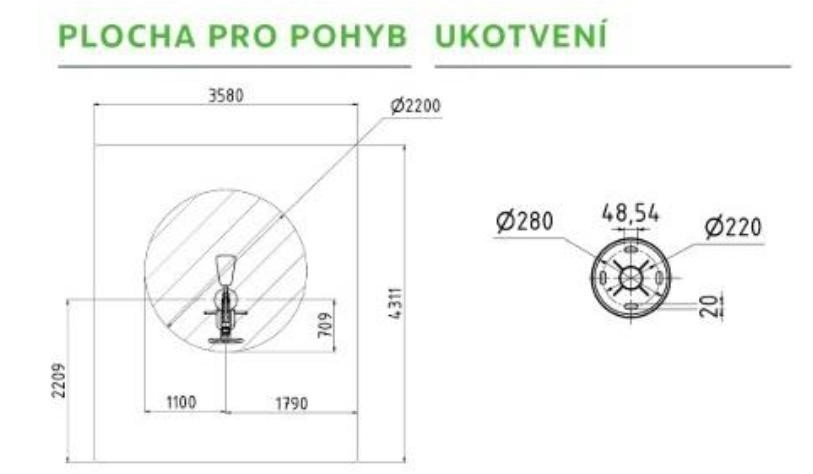 PLOCHA PRO POHYB
UKOTVENÍ
3580
Ø2200
4311
709
2209
1100
1790
Ø280
48,54
Ø220
20